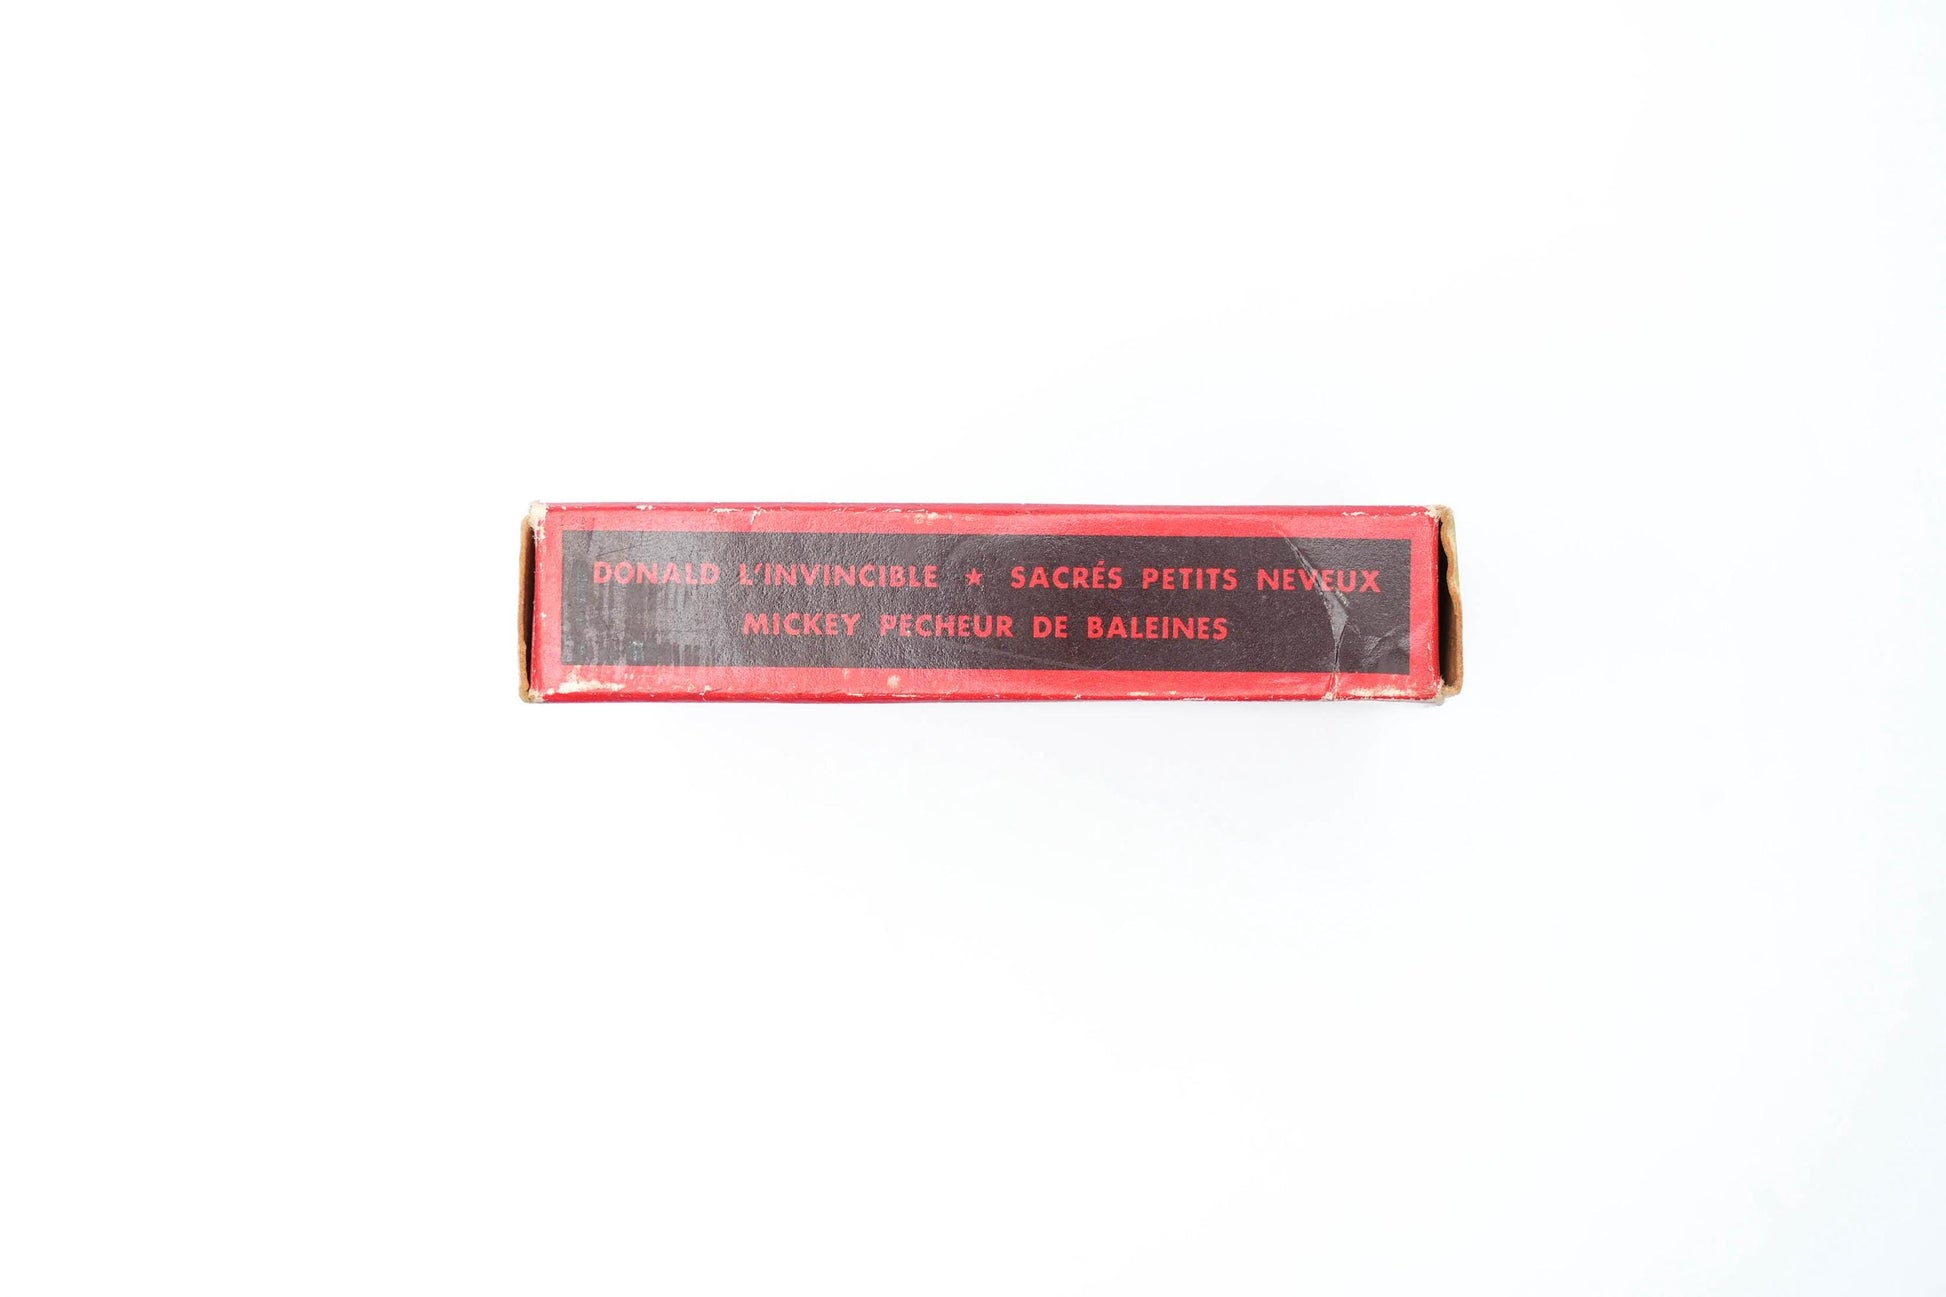 DONALD L'INVINCIBLE ★ SACRÉS PETITS NEVEUX
MICKEY PECHEUR DE BALEINES